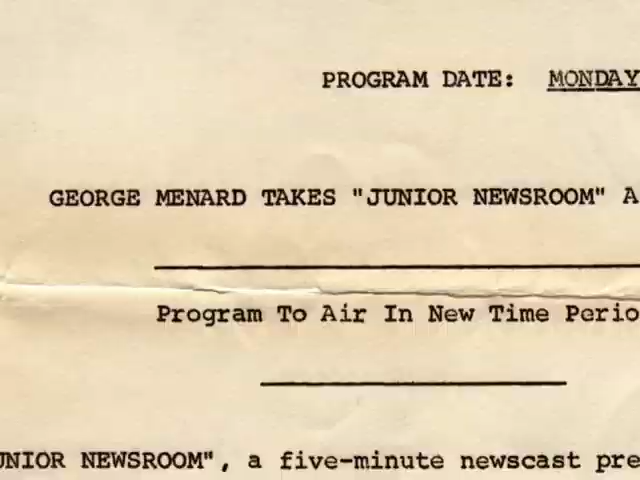 PROGRAM DATE: MONDAY
GEORGE MENARD TAKES "JUNIOR NEWSROOM" A
Program To Air In New Time Perio
UNIOR NEWSROOM", a five-minute newscast pre